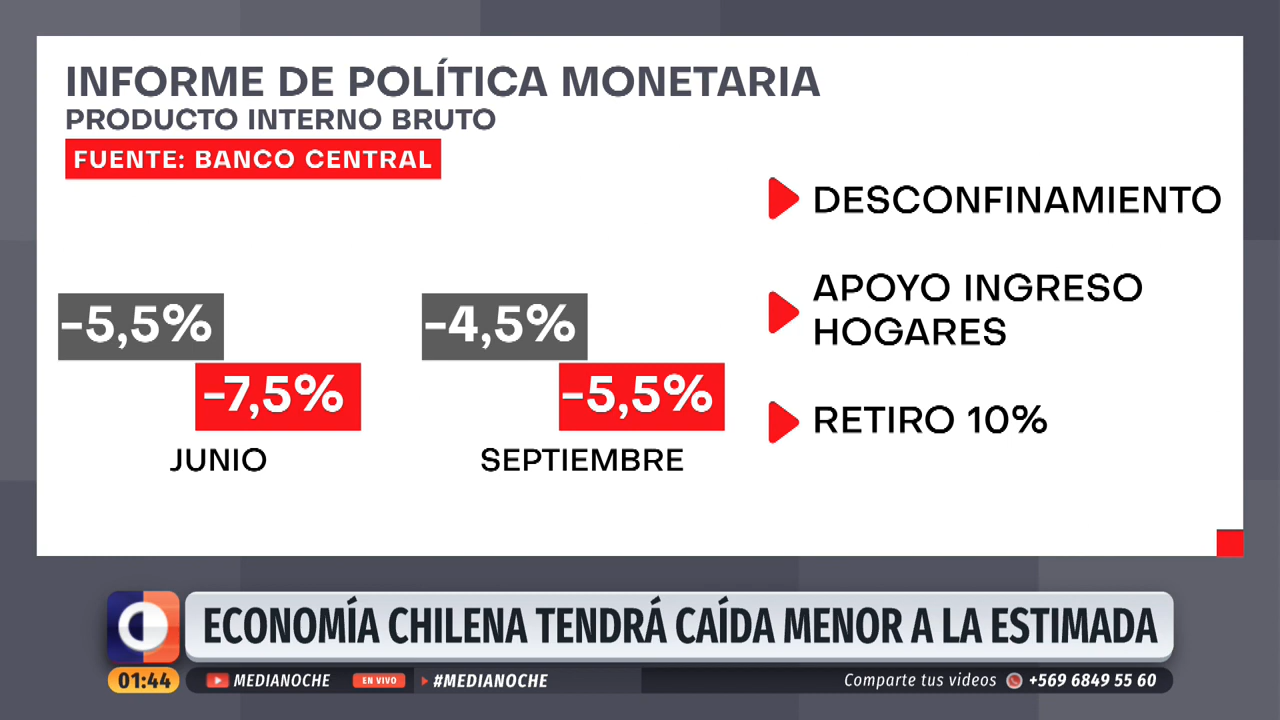 INFORME DE POLÍTICA MONETARIA
PRODUCTO INTERNO BRUTO
FUENTE: BANCO CENTRAL
-5,5%
-7,5%
JUNIO
-4,5%
-5,5%
SEPTIEMBRE
DESCONFINAMIENTO
APOYO INGRESO
HOGARES
RETIRO 10%
ECONOMÍA CHILENA TENDRÁ CAÍDA MENOR A LA ESTIMADA
01:44
MEDIANOCHE
EN VIVO
#MEDIANOCHE
Comparte tus videos +569 6849 55 60